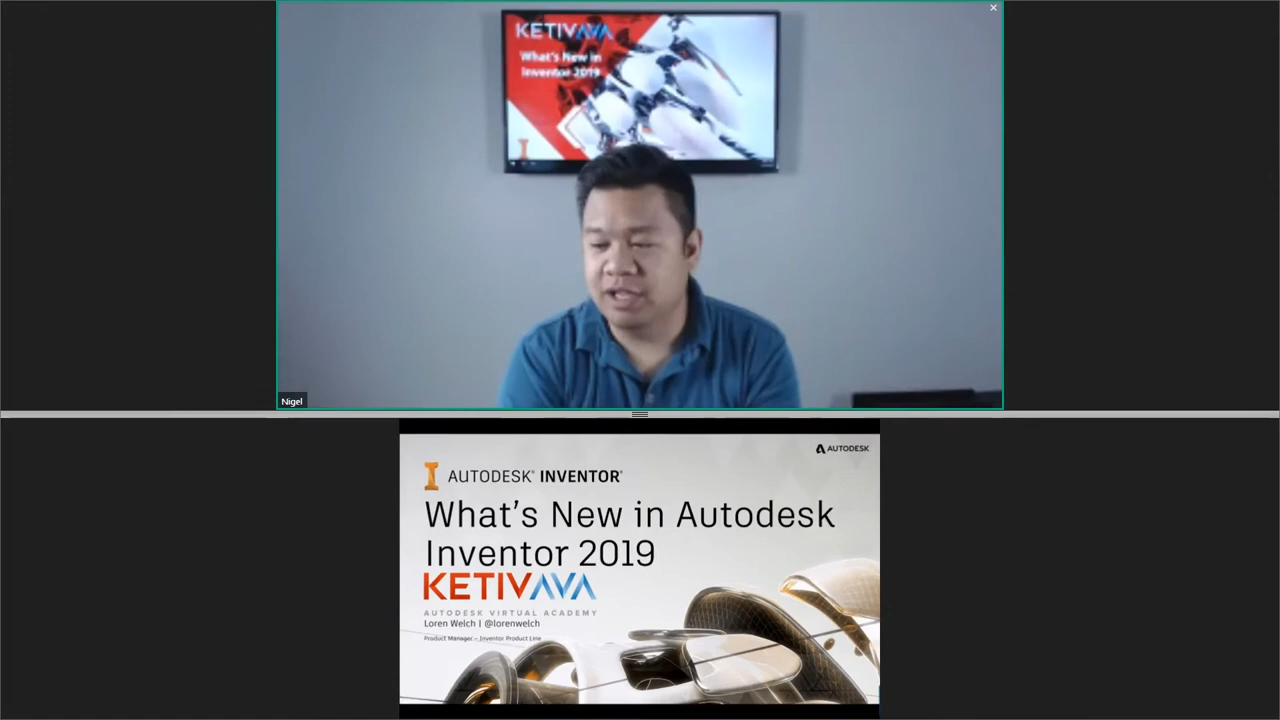 KETIVAVA
What's New in
Inventor 2019
Nigel
AUTODESK
I AUTODESK® INVENTOR®
What's New in Autodesk
Inventor 2019
KETIVAVA
AUTODESK VIRTUAL ACADEMY
Loren Welch | @lorenwelch
Product Manager – Inventor Product Line